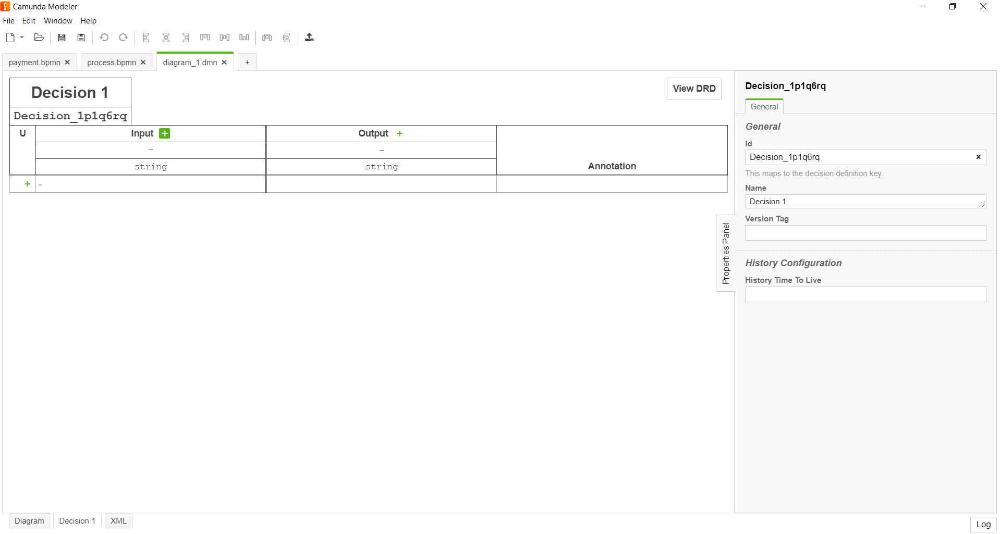 Camunda Modeler
File Edit Window Help
payment.bpmn × process.bpmn × diagram_1.dmn × +
Decision 1
Decision_1p1q6rq
View DRD
U Input + Output +
- -
string string Annotation
+ -
Properties Panel
Decision_1p1q6rq
General
General
Id
Decision_1p1q6rq ×
This maps to the decision definition key.
Name
Decision 1
Version Tag
History Configuration
History Time To Live
Diagram Decision 1 XML
Log